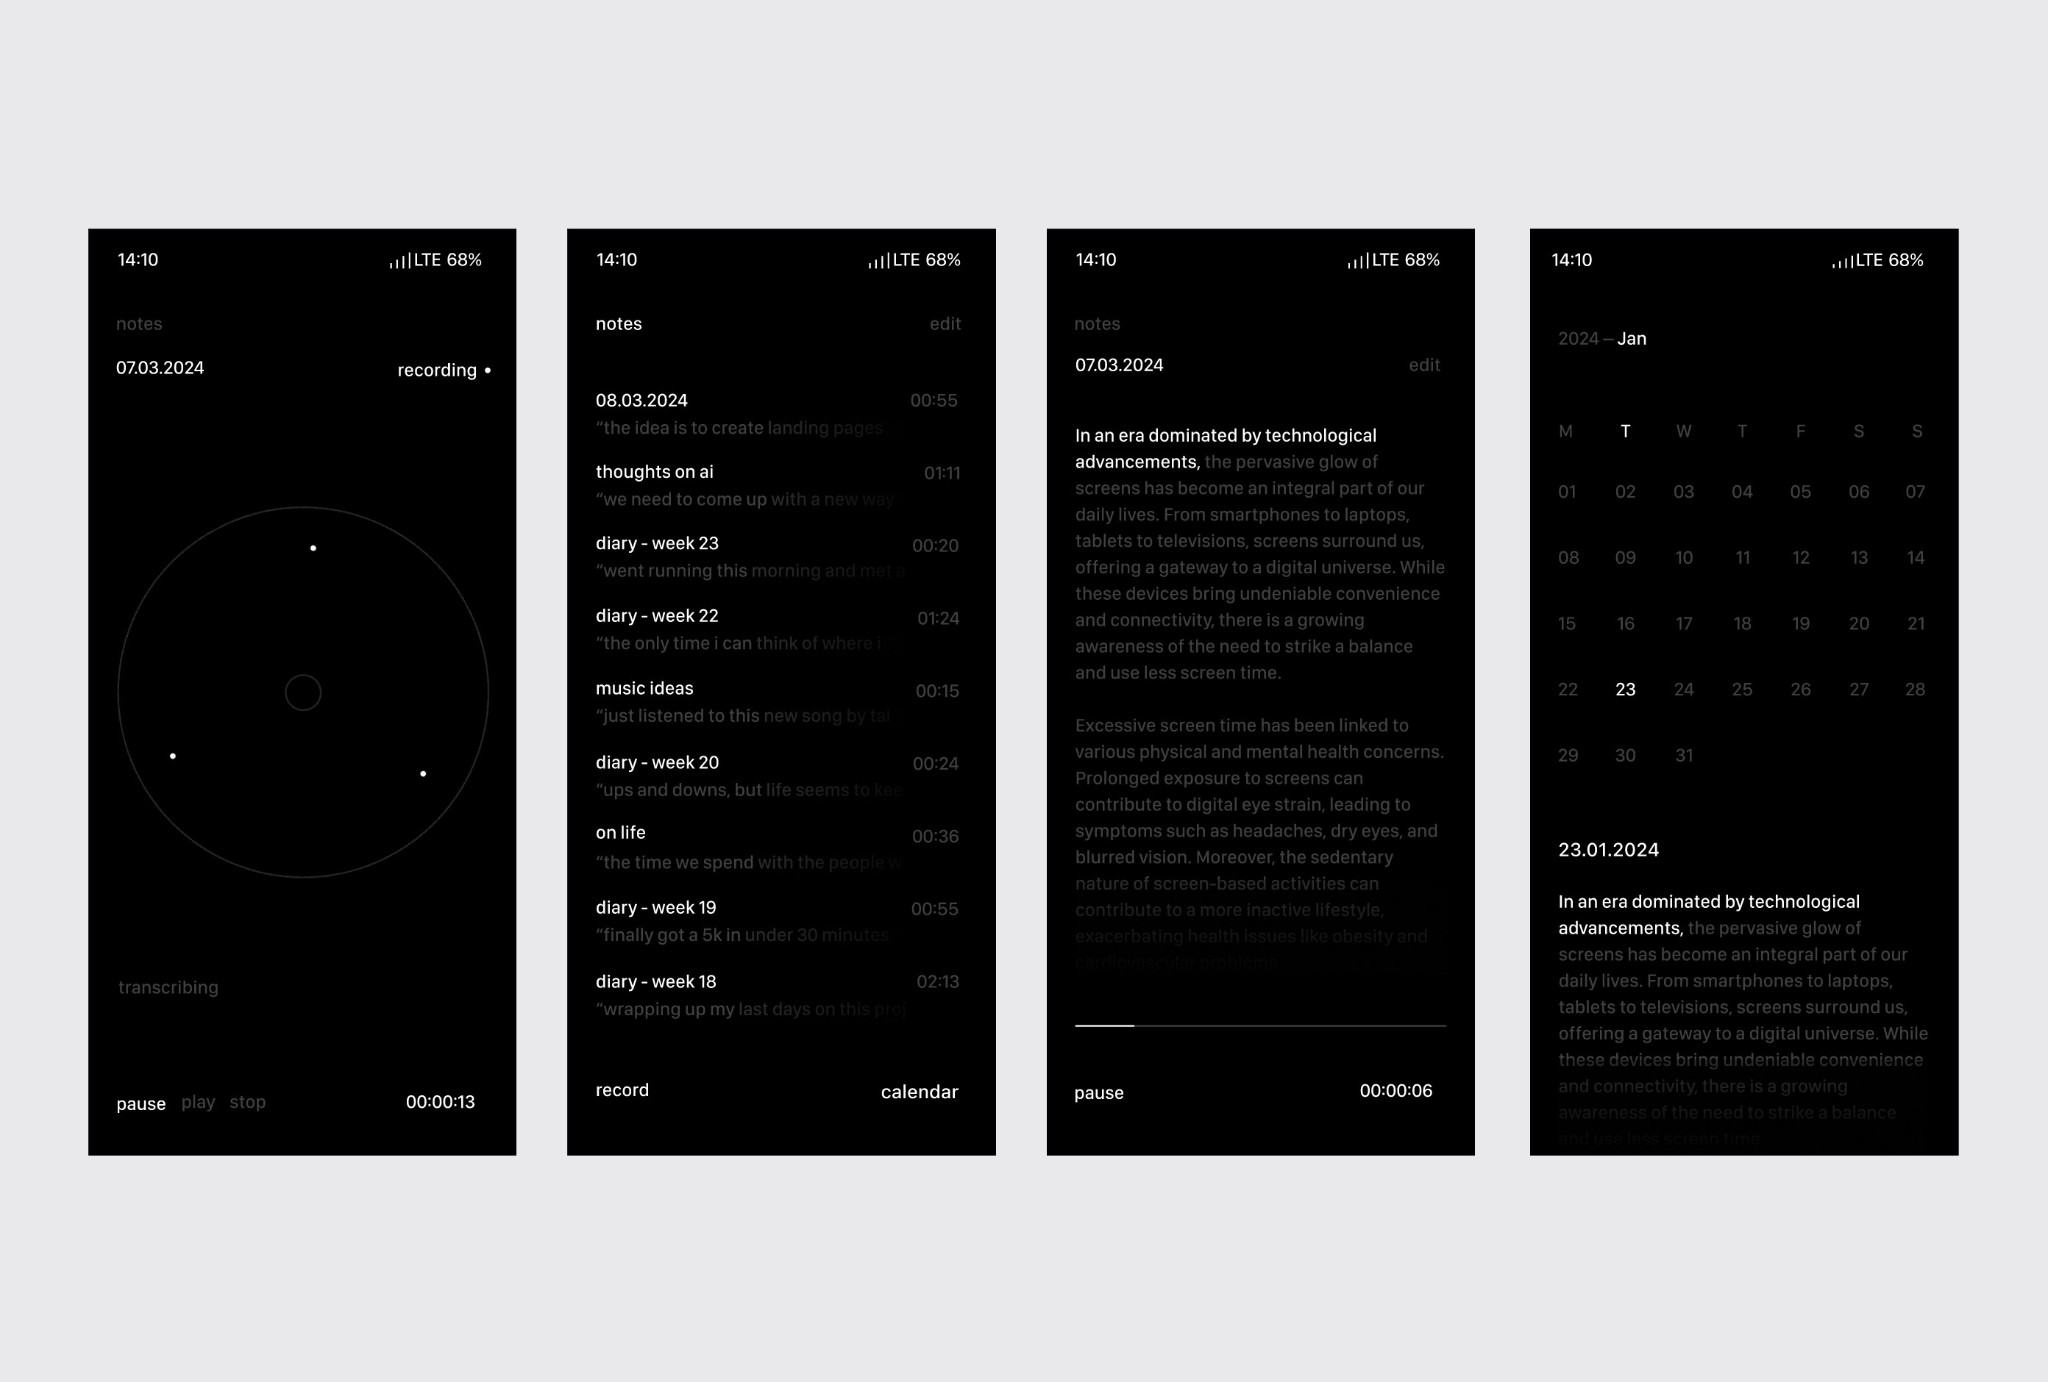 14:10
LTE 68%
notes
07.03.2024
recording
transcribing
pause play stop
00:00:13
14:10
LTE 68%
notes
edit
08.03.2024
00:55
“the idea is to create landing pages
thoughts on ai
01:11
“we need to come up with a new way
diary - week 23
00:20
“went running this morning and met a
diary - week 22
01:24
“the only time i can think of where i
music ideas
00:15
“just listened to this new song by tal
diary - week 20
00:24
“ups and downs, but life seems to kee
on life
00:36
“the time we spend with the people w
diary - week 19
00:55
“finally got a 5k in under 30 minutes
diary - week 18
02:13
“wrapping up my last days on this proj
record
calendar
14:10
LTE 68%
notes
07.03.2024
edit
In an era dominated by technological
advancements, the pervasive glow of
screens has become an integral part of our
daily lives. From smartphones to laptops,
tablets to televisions, screens surround us,
offering a gateway to a digital universe. While
these devices bring undeniable convenience
and connectivity, there is a growing
awareness of the need to strike a balance
and use less screen time.
Excessive screen time has been linked to
various physical and mental health concerns.
Prolonged exposure to screens can
contribute to digital eye strain, leading to
symptoms such as headaches, dry eyes, and
blurred vision. Moreover, the sedentary
nature of screen-based activities can
contribute to a more inactive lifestyle,
exacerbating health issues like obesity and
cardiovascular problems.
pause
00:00:06
14:10
LTE 68%
2024 – Jan
M T W T F S S
01 02 03 04 05 06 07
08 09 10 11 12 13 14
15 16 17 18 19 20 21
22 23 24 25 26 27 28
29 30 31
23.01.2024
In an era dominated by technological
advancements, the pervasive glow of
screens has become an integral part of our
daily lives. From smartphones to laptops,
tablets to televisions, screens surround us,
offering a gateway to a digital universe. While
these devices bring undeniable convenience
and connectivity, there is a growing
awareness of the need to strike a balance
and use less screen time.